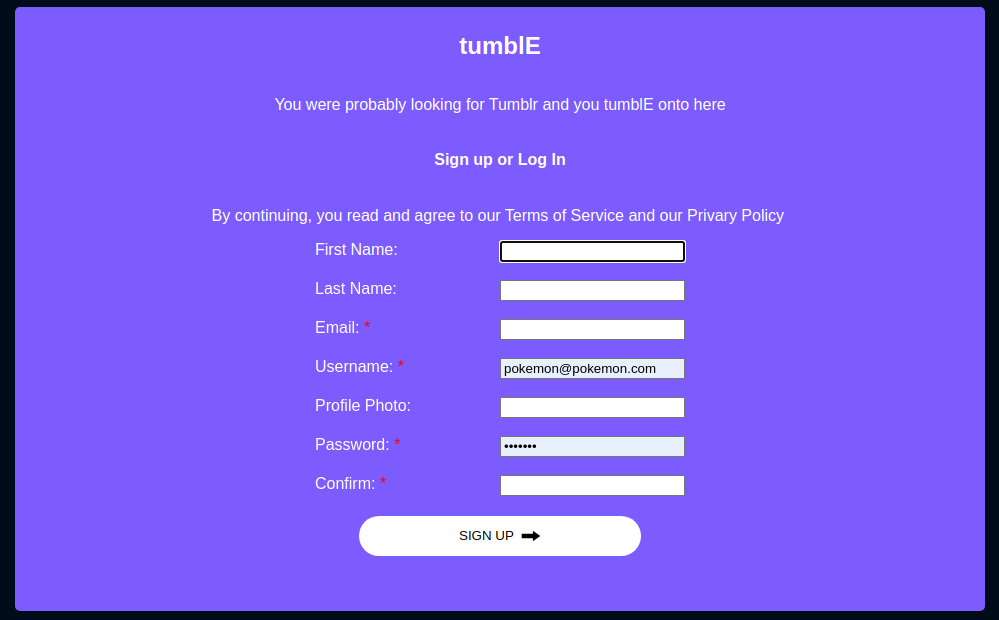 tumblE
You were probably looking for Tumblr and you tumblE onto here
Sign up or Log In
By continuing, you read and agree to our Terms of Service and our Privacy Policy
First Name:
Last Name:
Email: *
Username: * pokemon@pokemon.com
Profile Photo:
Password: * •••••••
Confirm: *
SIGN UP